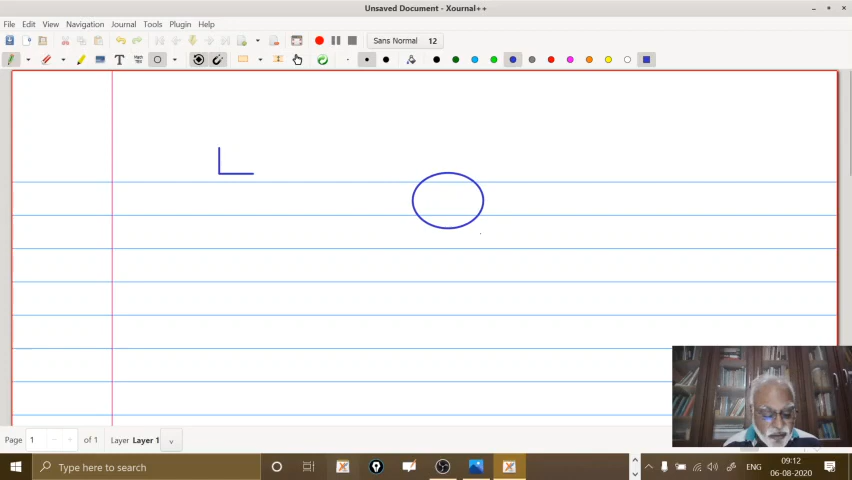 Unsaved Document - Xournal++
File Edit View Navigation Journal Tools Plugin Help
Sans Normal 12
Page 1 of 1 Layer Layer 1
Type here to search
ENG
09:12
06-08-2020